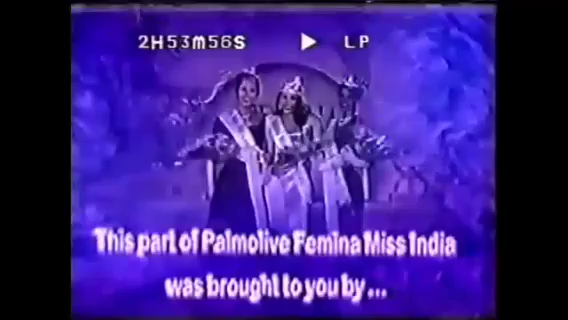 2H53M56S ▶ LP
This part of Palmolive Femina Miss India
was brought to you by...